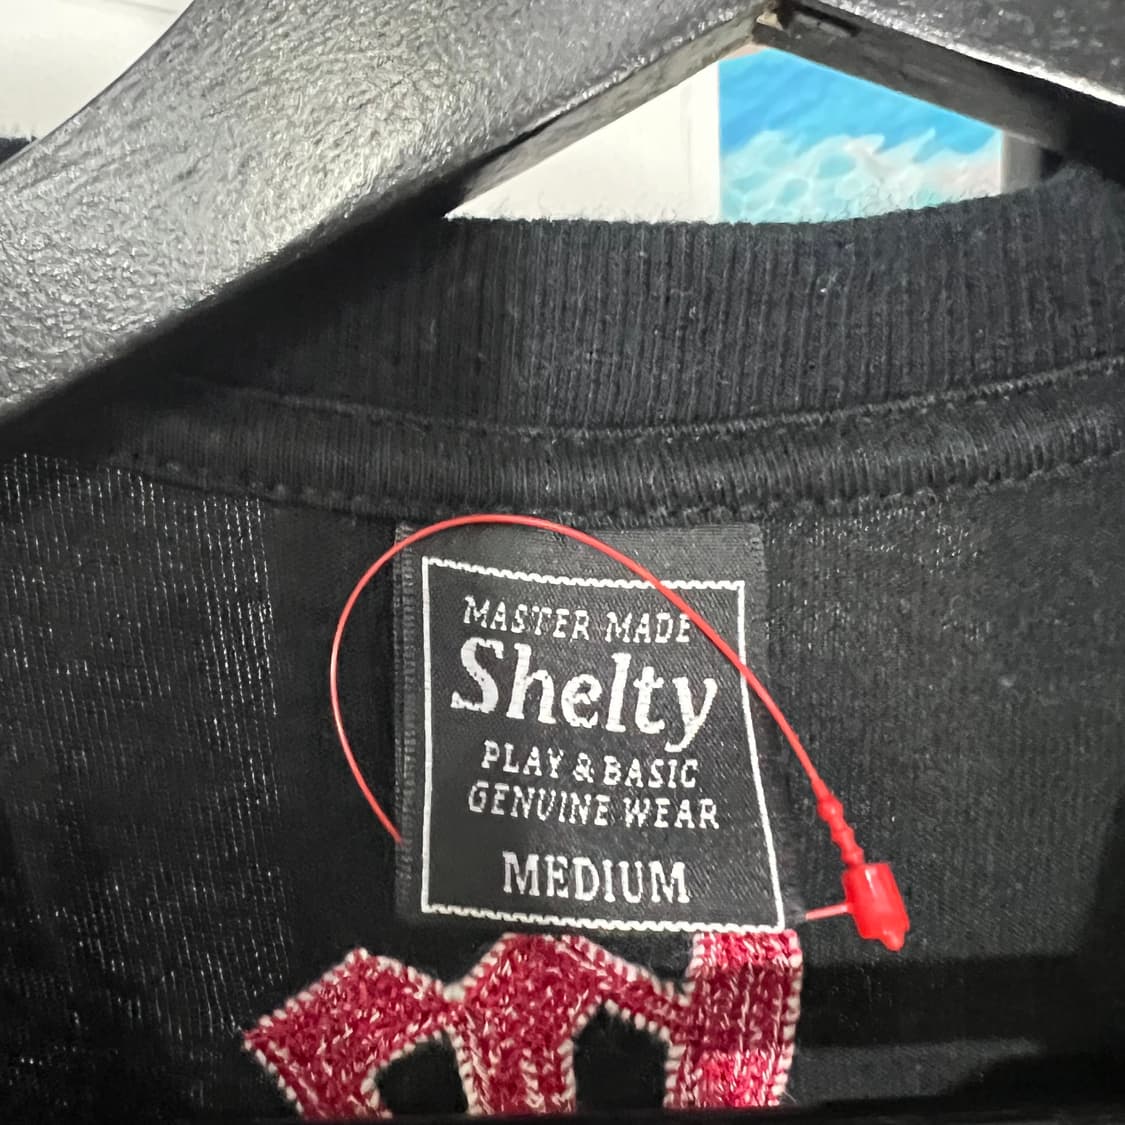 MASTER MADE
Shelty
PLAY & BASIC
GENUINE WEAR
MEDIUM